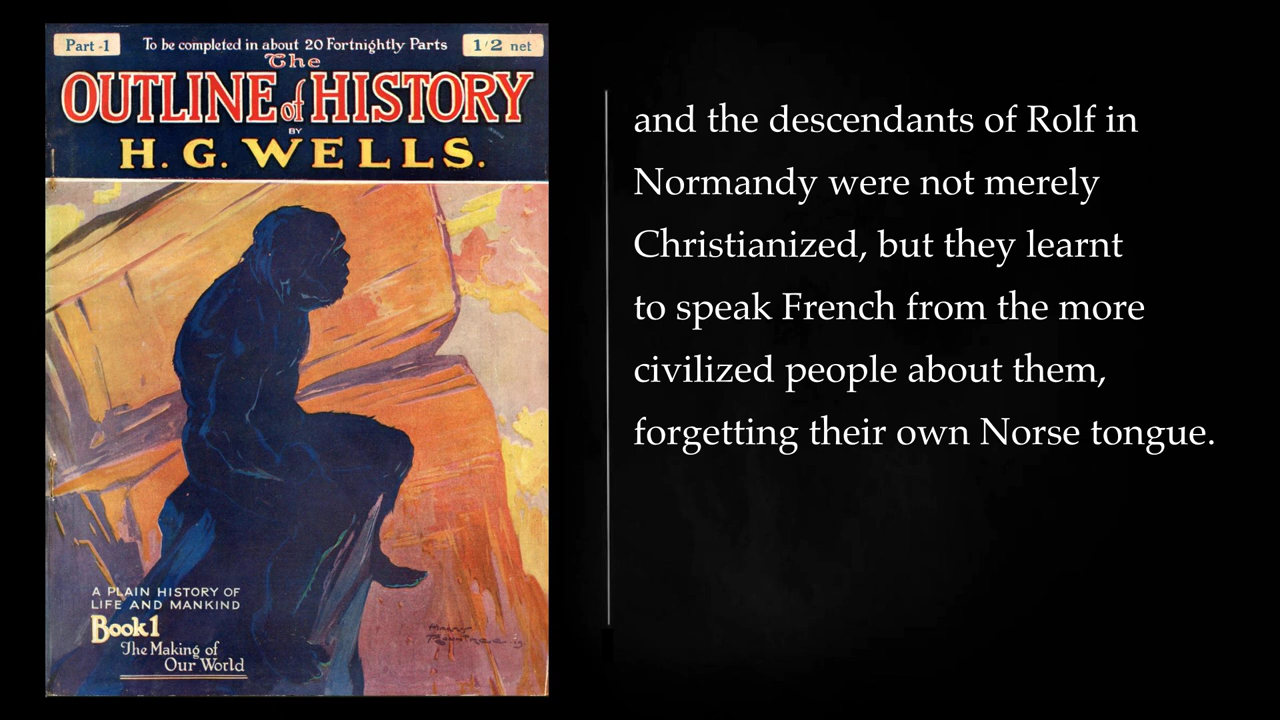 Part -1
To be completed in about 20 Fortnightly Parts
1/2 net
The
OUTLINE of HISTORY
BY
H. G. WELLS.
A PLAIN HISTORY OF
LIFE AND MANKIND
Book 1
The Making of
Our World
and the descendants of Rolf in
Normandy were not merely
Christianized, but they learnt
to speak French from the more
civilized people about them,
forgetting their own Norse tongue.